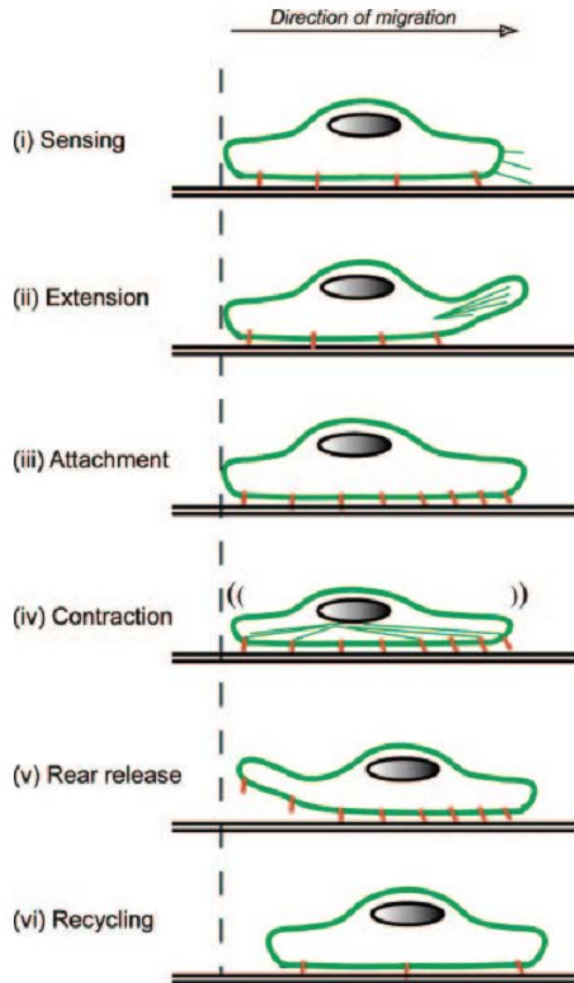 Direction of migration
(i) Sensing
(ii) Extension
(iii) Attachment
(iv) Contraction
(v) Rear release
(vi) Recycling